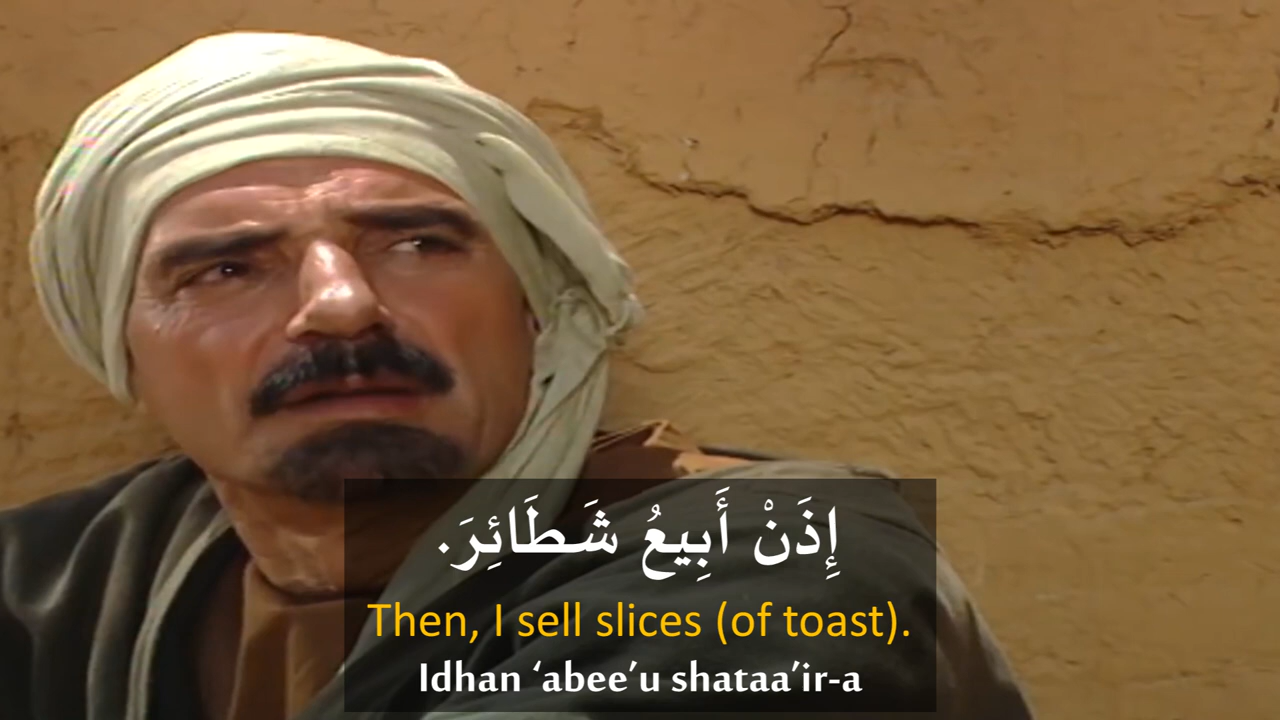 إِذَنْ أَبِيعُ شَطَائِرَ.
Then, I sell slices (of toast).
Idhan ‘abee’u shataa’ir-a